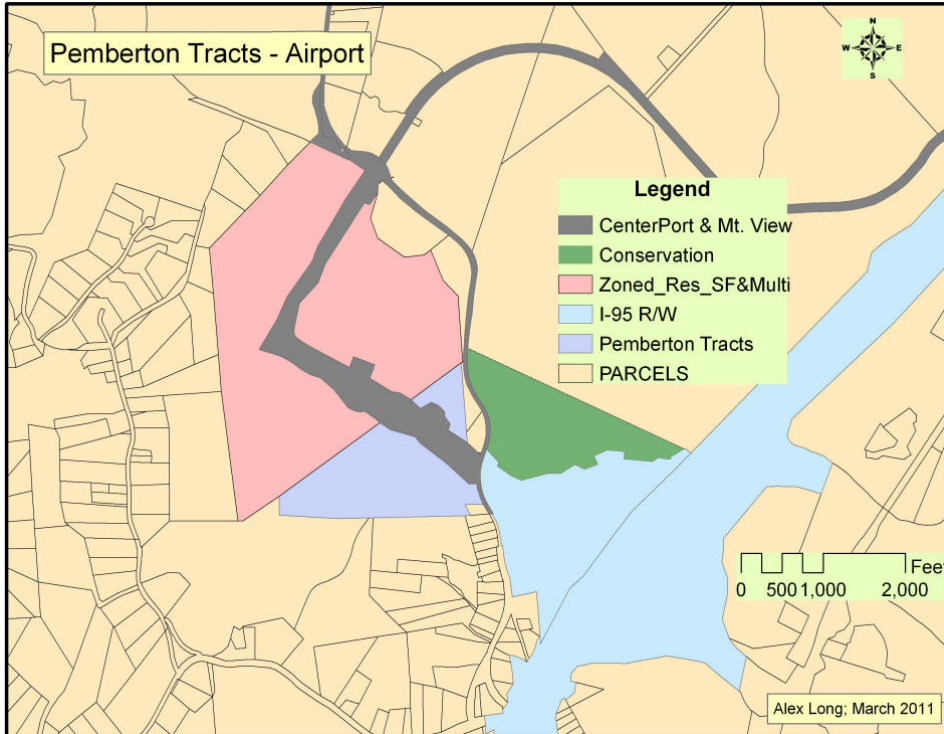 Pemberton Tracts - Airport
N
W E
S
Legend
CenterPort & Mt. View
Conservation
Zoned_Res_SF&Multi
I-95 R/W
Pemberton Tracts
PARCELS
Feet
0 500 1,000 2,000
Alex Long; March 2011